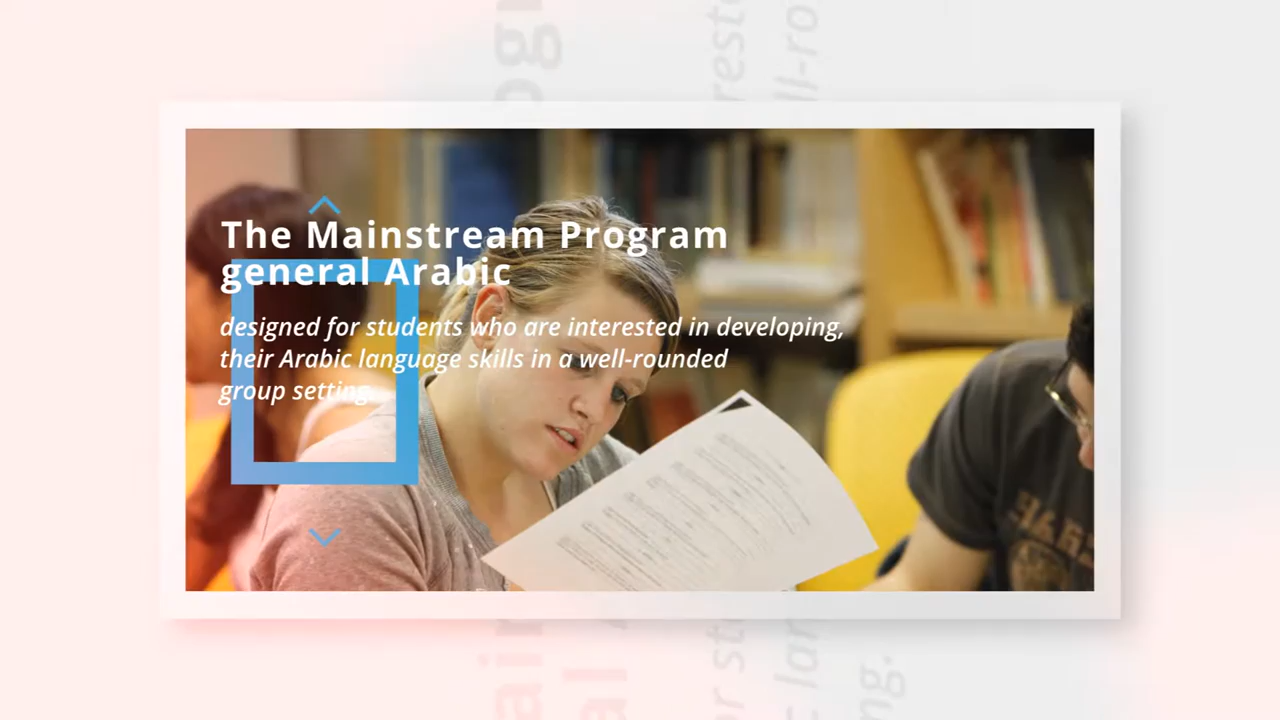 The Mainstream Program
general Arabic
designed for students who are interested in developing,
their Arabic language skills in a well-rounded
group setting.